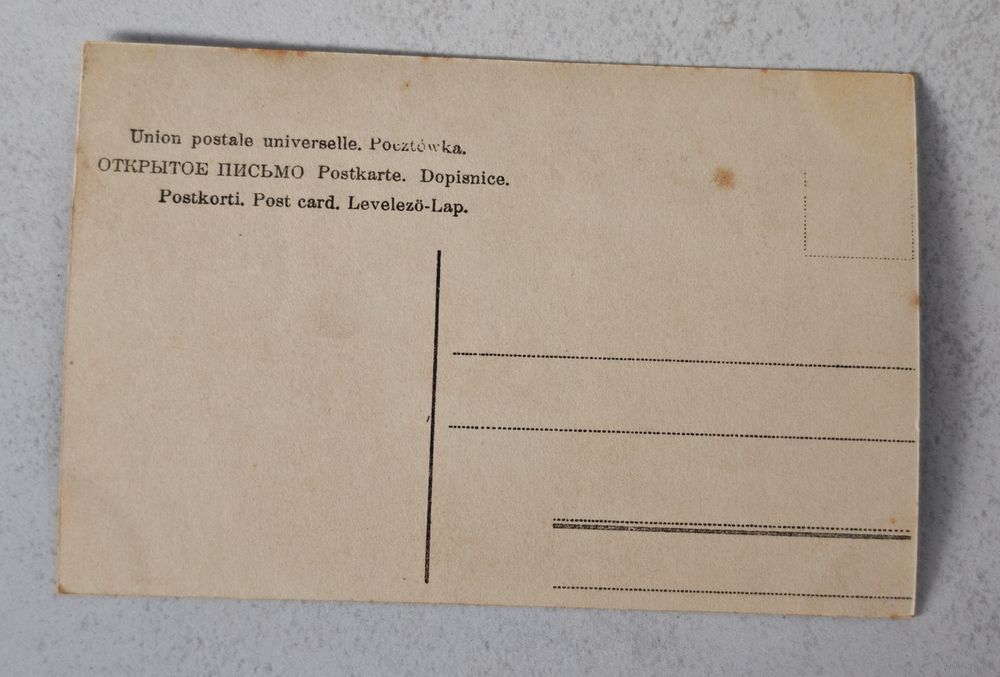 Union postale universelle. Pocztówka.
ОТКРЫТОЕ ПИСЬМО Postkarte. Dopisnice.
Postkorti. Post card. Levelezö-Lap.